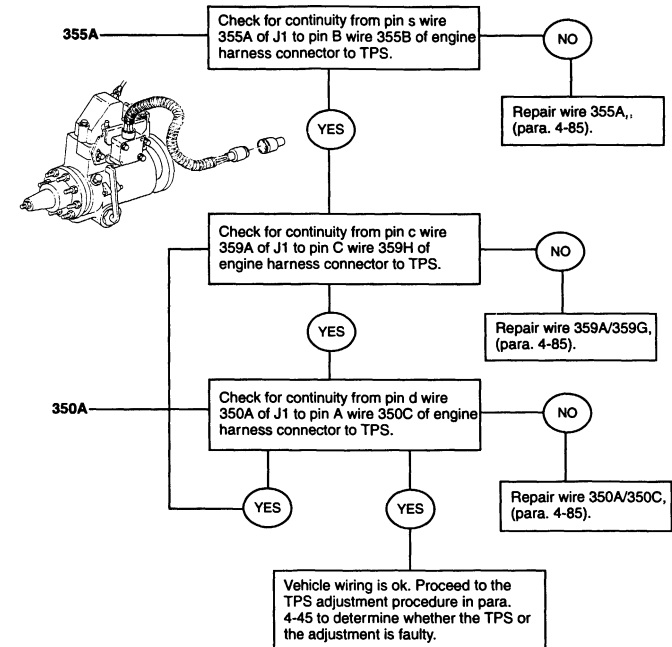 355A
Check for continuity from pin s wire
355A of J1 to pin B wire 355B of engine
harness connector to TPS.
NO
YES
Repair wire 355A,,
(para. 4-85).
Check for continuity from pin c wire
359A of J1 to pin C wire 359H of
engine harness connector to TPS.
NO
YES
Repair wire 359A/359G,
(para. 4-85).
350A
Check for continuity from pin d wire
350A of J1 to pin A wire 350C of engine
harness connector to TPS.
NO
YES
YES
Repair wire 350A/350C,
(para. 4-85).
Vehicle wiring is ok. Proceed to the
TPS adjustment procedure in para.
4-45 to determine whether the TPS or
the adjustment is faulty.